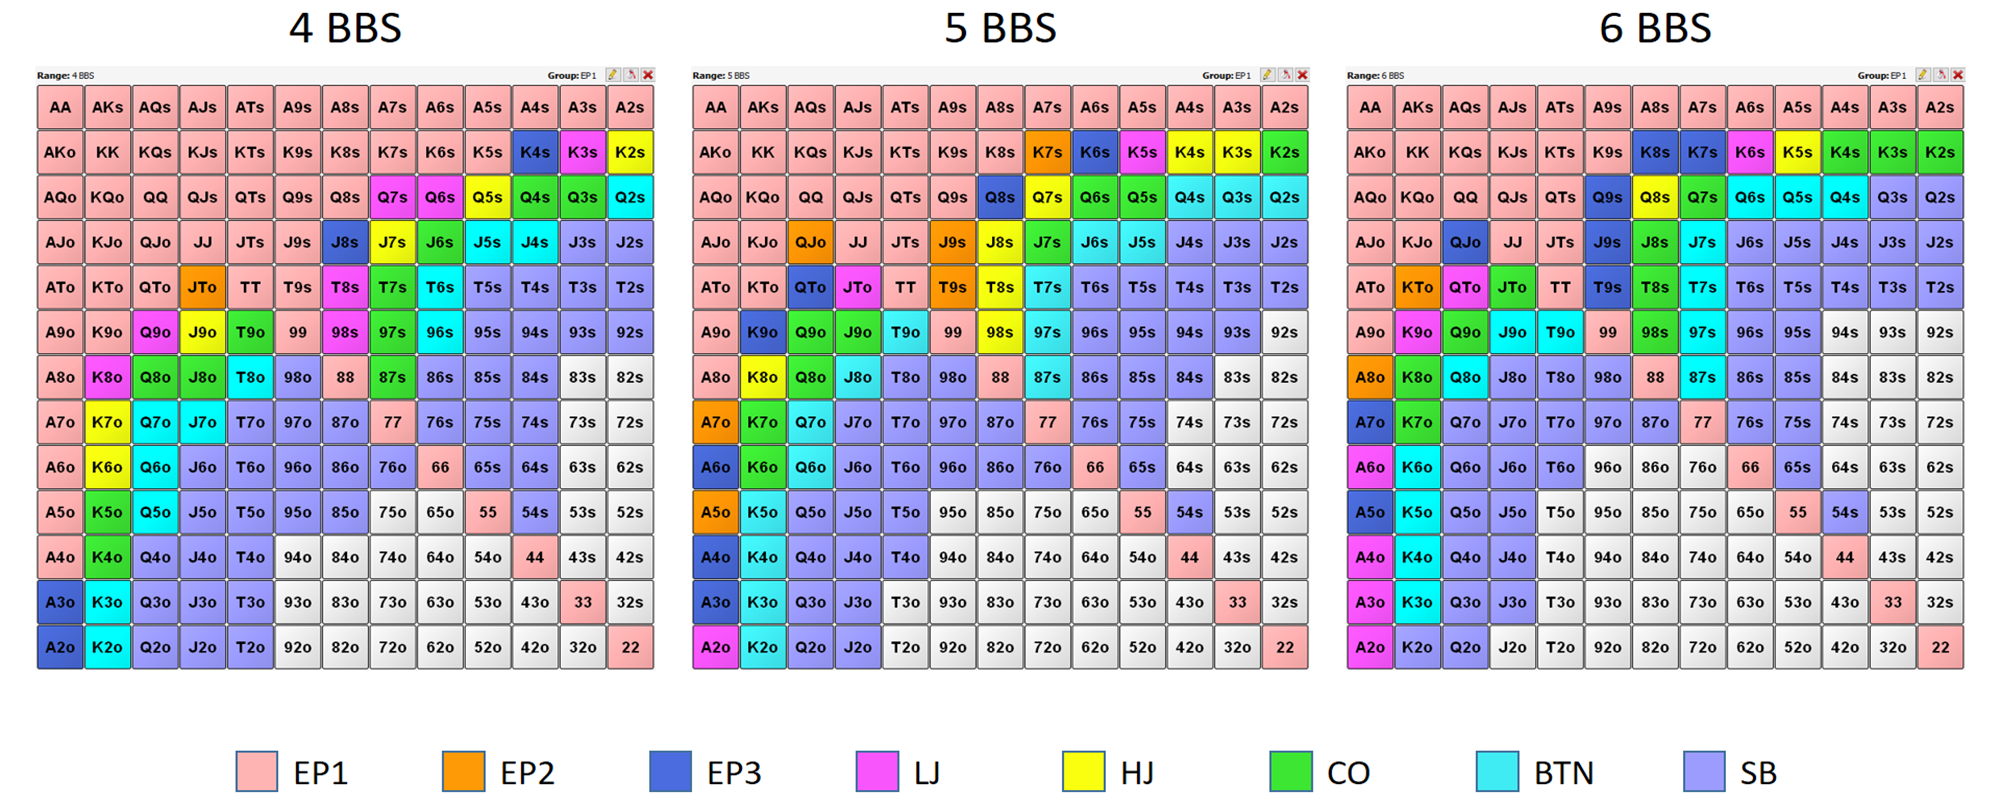 4 BBS 5 BBS 6 BBS
Range: 4 BBS Group: EP1 Range: 5 BBS Group: EP1 Range: 6 BBS Group: EP1
AA AKs AQs AJs ATs A9s A8s A7s A6s A5s A4s A3s A2s AA AKs AQs AJs ATs A9s A8s A7s A6s A5s A4s A3s A2s AA AKs AQs AJs ATs A9s A8s A7s A6s A5s A4s A3s A2s
AKo KK KQs KJs KTs K9s K8s K7s K6s K5s K4s K3s K2s AKo KK KQs KJs KTs K9s K8s K7s K6s K5s K4s K3s K2s AKo KK KQs KJs KTs K9s K8s K7s K6s K5s K4s K3s K2s
AQo KQo QQ QJs QTs Q9s Q8s Q7s Q6s Q5s Q4s Q3s Q2s AQo KQo QQ QJs QTs Q9s Q8s Q7s Q6s Q5s Q4s Q3s Q2s AQo KQo QQ QJs QTs Q9s Q8s Q7s Q6s Q5s Q4s Q3s Q2s
AJo KJo QJo JJ JTs J9s J8s J7s J6s J5s J4s J3s J2s AJo KJo QJo JJ JTs J9s J8s J7s J6s J5s J4s J3s J2s AJo KJo QJo JJ JTs J9s J8s J7s J6s J5s J4s J3s J2s
ATo KTo QTo JTo TT T9s T8s T7s T6s T5s T4s T3s T2s ATo KTo QTo JTo TT T9s T8s T7s T6s T5s T4s T3s T2s ATo KTo QTo JTo TT T9s T8s T7s T6s T5s T4s T3s T2s
A9o K9o Q9o J9o T9o 99 98s 97s 96s 95s 94s 93s 92s A9o K9o Q9o J9o T9o 99 98s 97s 96s 95s 94s 93s 92s A9o K9o Q9o J9o T9o 99 98s 97s 96s 95s 94s 93s 92s
A8o K8o Q8o J8o T8o 98o 88 87s 86s 85s 84s 83s 82s A8o K8o Q8o J8o T8o 98o 88 87s 86s 85s 84s 83s 82s A8o K8o Q8o J8o T8o 98o 88 87s 86s 85s 84s 83s 82s
A7o K7o Q7o J7o T7o 97o 87o 77 76s 75s 74s 73s 72s A7o K7o Q7o J7o T7o 97o 87o 77 76s 75s 74s 73s 72s A7o K7o Q7o J7o T7o 97o 87o 77 76s 75s 74s 73s 72s
A6o K6o Q6o J6o T6o 96o 86o 76o 66 65s 64s 63s 62s A6o K6o Q6o J6o T6o 96o 86o 76o 66 65s 64s 63s 62s A6o K6o Q6o J6o T6o 96o 86o 76o 66 65s 64s 63s 62s
A5o K5o Q5o J5o T5o 95o 85o 75o 65o 55 54s 53s 52s A5o K5o Q5o J5o T5o 95o 85o 75o 65o 55 54s 53s 52s A5o K5o Q5o J5o T5o 95o 85o 75o 65o 55 54s 53s 52s
A4o K4o Q4o J4o T4o 94o 84o 74o 64o 54o 44 43s 42s A4o K4o Q4o J4o T4o 94o 84o 74o 64o 54o 44 43s 42s A4o K4o Q4o J4o T4o 94o 84o 74o 64o 54o 44 43s 42s
A3o K3o Q3o J3o T3o 93o 83o 73o 63o 53o 43o 33 32s A3o K3o Q3o J3o T3o 93o 83o 73o 63o 53o 43o 33 32s A3o K3o Q3o J3o T3o 93o 83o 73o 63o 53o 43o 33 32s
A2o K2o Q2o J2o T2o 92o 82o 72o 62o 52o 42o 32o 22 A2o K2o Q2o J2o T2o 92o 82o 72o 62o 52o 42o 32o 22 A2o K2o Q2o J2o T2o 92o 82o 72o 62o 52o 42o 32o 22
EP1 EP2 EP3 LJ HJ CO BTN SB